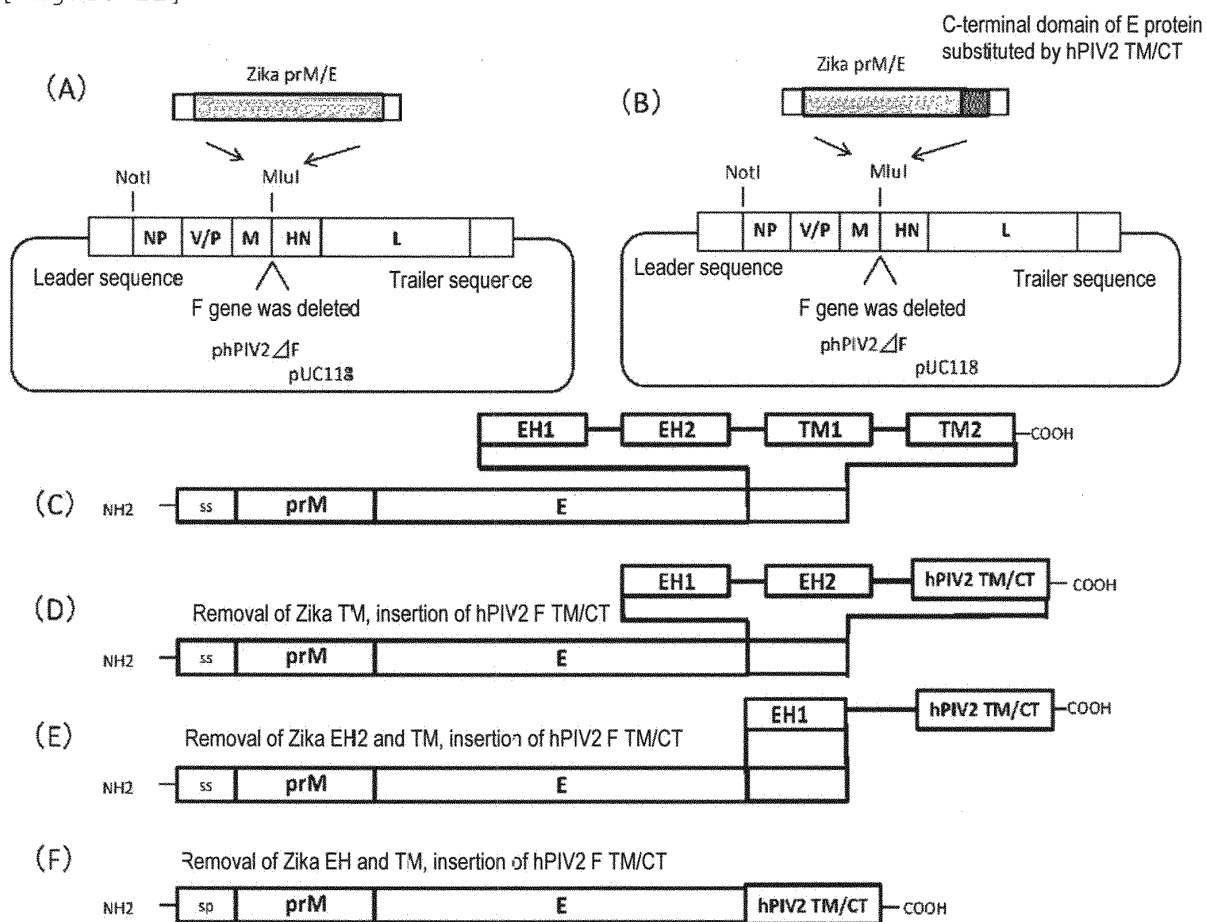 C-terminal domain of E protein
substituted by hPIV2 TM/CT
(A)
Zika prM/E
(B)
Zika prM/E
NotI
MluI
NP
V/P
M
HN
L
Leader sequence
Trailer sequence
F gene was deleted
phPIV2⊿F
pUC118
NotI
MluI
NP
V/P
M
HN
L
Leader sequence
Trailer sequence
F gene was deleted
phPIV2⊿F
pUC118
EH1
EH2
TM1
TM2
COOH
(C)
NH2
ss
prM
E
EH1
EH2
hPIV2 TM/CT
COOH
(D)
Removal of Zika TM, insertion of hPIV2 F TM/CT
NH2
ss
prM
E
EH1
hPIV2 TM/CT
COOH
(E)
Removal of Zika EH2 and TM, insertion of hPIV2 F TM/CT
NH2
ss
prM
E
(F)
Removal of Zika EH and TM, insertion of hPIV2 F TM/CT
NH2
sp
prM
E
hPIV2 TM/CT
COOH